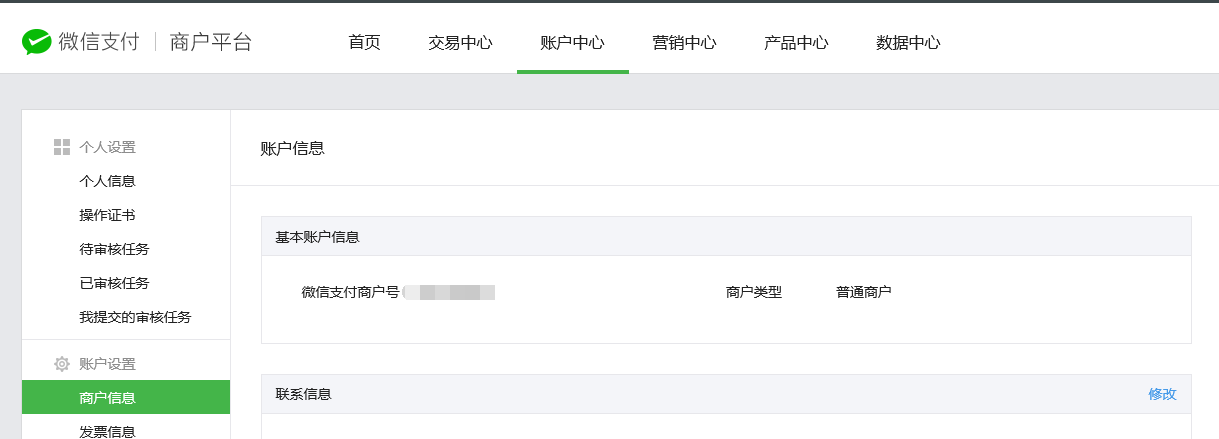 微信支付 商户平台 首页 交易中心 账户中心 营销中心 产品中心 数据中心
个人设置
个人信息
操作证书
待审核任务
已审核任务
我提交的审核任务
账户设置
商户信息
发票信息
账户信息
基本账户信息
微信支付商户号 商户类型 普通商户
联系信息 修改